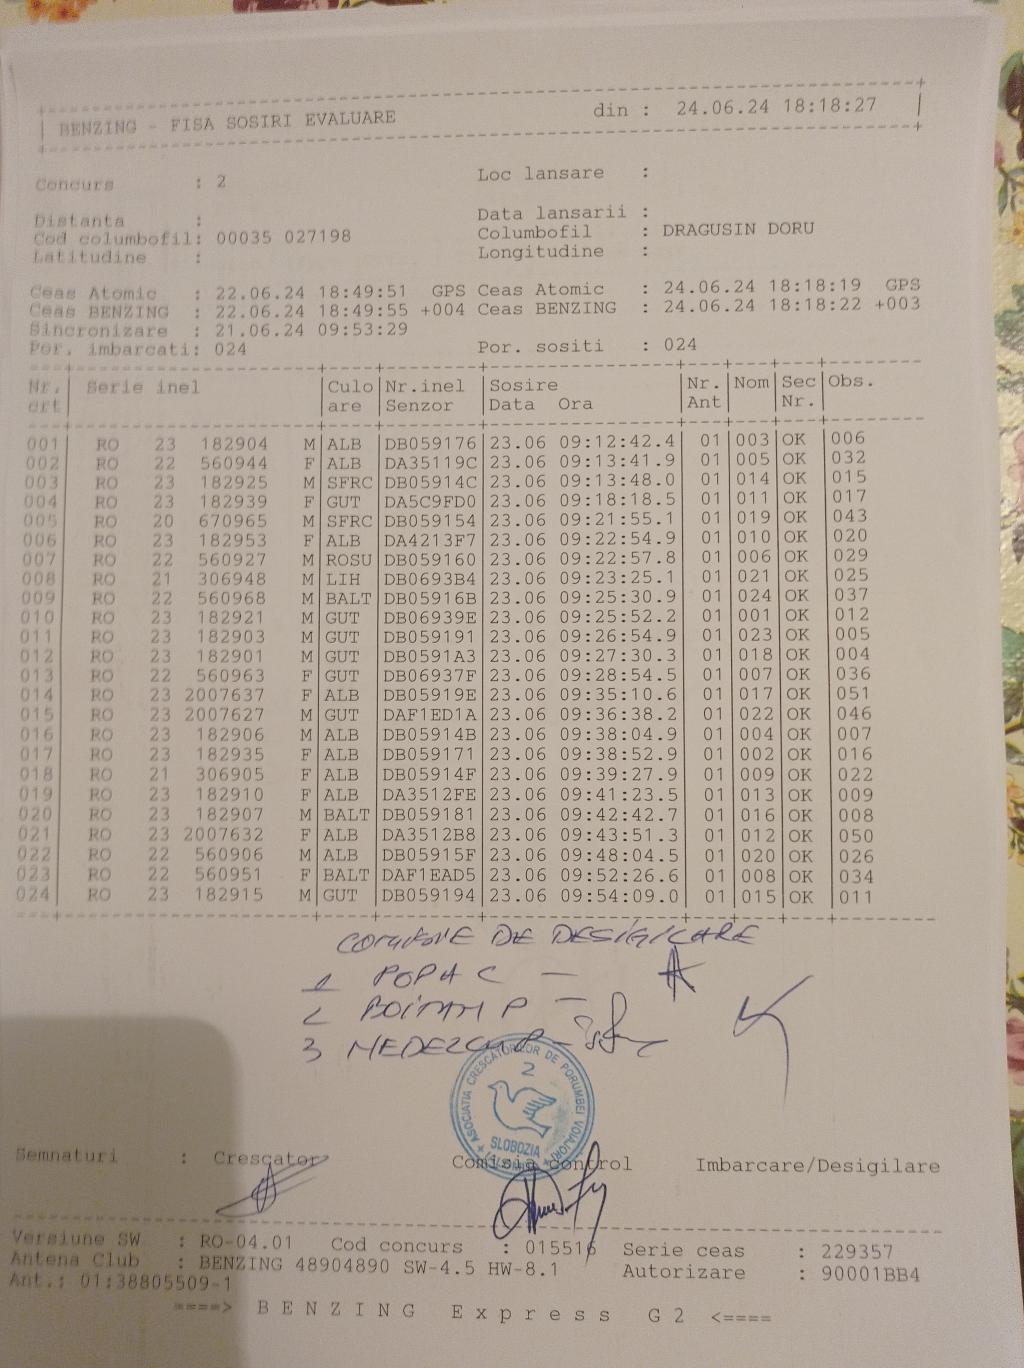 BENZING - FISA SOSIRI EVALUARE din : 24.06.24 18:18:27
Concurs : 2 Loc lansare :
Distanta : Data lansarii :
Cod columbofil: 00035 027198 Columbofil : DRAGUSIN DORU
Latitudine : Longitudine :
Ceas Atomic : 22.06.24 18:49:51 GPS Ceas Atomic : 24.06.24 18:18:19 GPS
Ceas BENZING : 22.06.24 18:49:55 +004 Ceas BENZING : 24.06.24 18:18:22 +003
Sincronizare : 21.06.24 09:53:29
Por. imbarcati: 024 Por. sositi : 024
Nr. Serie inel Culo Nr.inel Sosire Nr. Nom Sec Obs.
crt are Senzor Data Ora Ant Nr.
001 RO 23 182904 M ALB DB059176 23.06 09:12:42.4 01 003 OK 006
002 RO 22 560944 F ALB DA35119C 23.06 09:13:41.9 01 005 OK 032
003 RO 23 182925 M SFRC DB05914C 23.06 09:13:48.0 01 014 OK 015
004 RO 23 182939 F GUT DA5C9FD0 23.06 09:18:18.5 01 011 OK 017
005 RO 20 670965 M SFRC DB059154 23.06 09:21:55.1 01 019 OK 043
006 RO 23 182953 F ALB DA4213F7 23.06 09:22:54.9 01 010 OK 020
007 RO 22 560927 M ROSU DB059160 23.06 09:22:57.8 01 006 OK 029
008 RO 21 306948 M LIH DB0693B4 23.06 09:23:25.1 01 021 OK 025
009 RO 22 560968 M BALT DB05916B 23.06 09:25:30.9 01 024 OK 037
010 RO 23 182921 M GUT DB06939E 23.06 09:25:52.2 01 001 OK 012
011 RO 23 182903 M GUT DB059191 23.06 09:26:54.9 01 023 OK 005
012 RO 23 182901 M GUT DB0591A3 23.06 09:27:30.3 01 018 OK 004
013 RO 22 560963 F GUT DB06937F 23.06 09:28:54.5 01 007 OK 036
014 RO 23 2007637 F ALB DB05919E 23.06 09:35:10.6 01 017 OK 051
015 RO 23 2007627 M GUT DAF1ED1A 23.06 09:36:38.2 01 022 OK 046
016 RO 23 182906 M ALB DB05914B 23.06 09:38:04.9 01 004 OK 007
017 RO 23 182935 F ALB DB059171 23.06 09:38:52.9 01 002 OK 016
018 RO 21 306905 F ALB DB05914F 23.06 09:39:27.9 01 009 OK 022
019 RO 23 182910 F ALB DA3512FE 23.06 09:41:23.5 01 013 OK 009
020 RO 23 182907 M BALT DB059181 23.06 09:42:42.7 01 016 OK 008
021 RO 23 2007632 F ALB DA3512B8 23.06 09:43:51.3 01 012 OK 050
022 RO 22 560906 M ALB DB05915F 23.06 09:48:04.5 01 020 OK 026
023 RO 22 560951 F BALT DAF1EAD5 23.06 09:52:26.6 01 008 OK 034
024 RO 23 182915 M GUT DB059194 23.06 09:54:09.0 01 015 OK 011
DE DESIGILARE
1 POPA C -
2 P -
3
ASOCIATIA CRESCATORILOR DE PORUMBEI VOIAJORI
2
SLOBOZIA
Semnaturi : Crescator Comisia control Imbarcare/Desigilare
Versiune SW : RO-04.01 Cod concurs : 015516 Serie ceas : 229357
Antena Club : BENZING 48904890 SW-4.5 HW-8.1 Autorizare : 90001BB4
Ant.: 01:38805509-1
====> BENZING Express G2 <====